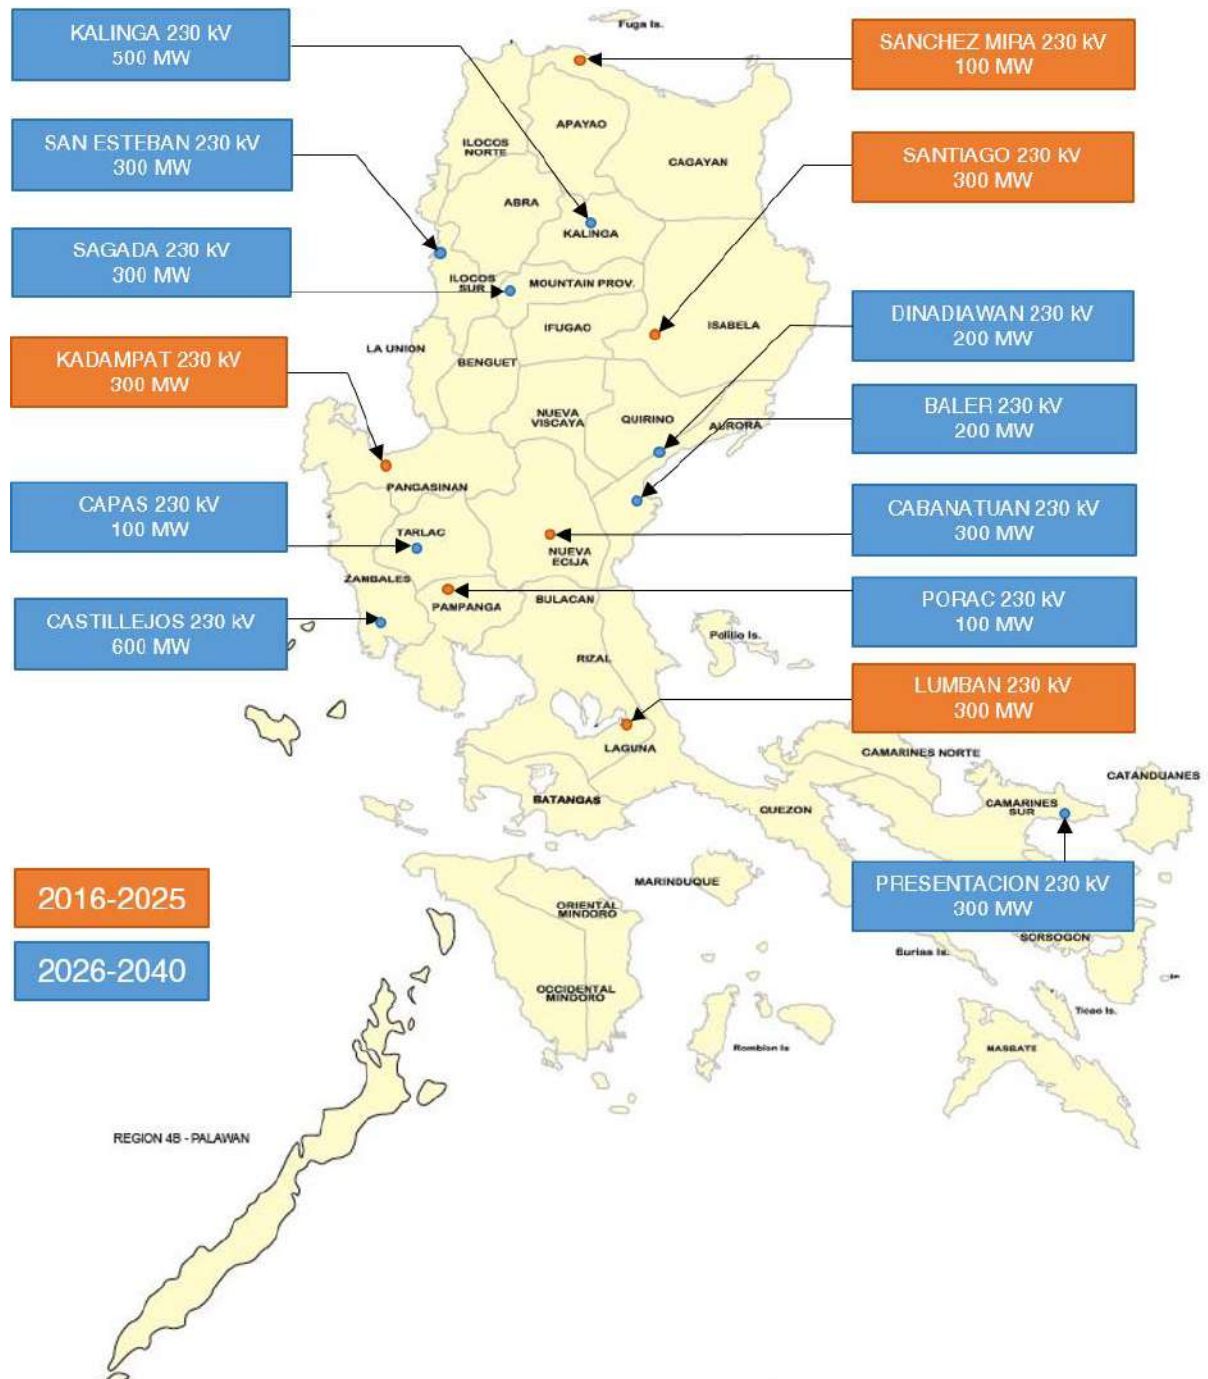 Fuga Is.
KALINGA 230 kV
500 MW
SANCHEZ MIRA 230 kV
100 MW
SAN ESTEBAN 230 kV
300 MW
SANTIAGO 230 kV
300 MW
SAGADA 230 kV
300 MW
DINADIAWAN 230 kV
200 MW
KADAMPAT 230 kV
300 MW
BALER 230 kV
200 MW
CAPAS 230 kV
100 MW
CABANATUAN 230 kV
300 MW
CASTILLEJOS 230 kV
600 MW
PORAC 230 kV
100 MW
LUMBAN 230 kV
300 MW
PRESENTACION 230 kV
300 MW
APAYAO
ILOCOS
NORTE
CAGAYAN
ABRA
KALINGA
ILOCOS
SUR
MOUNTAIN PROV.
IFUGAO
ISABELA
LA UNION
BENGUET
NUEVA
VISCAYA
QUIRINO
AURORA
PANGASINAN
TARLAC
NUEVA
ECIJA
ZAMBALES
PAMPANGA
BULACAN
Polilio Is.
RIZAL
LAGUNA
CAMARINES NORTE
CATANDUANES
BATANGAS
QUEZON
CAMARINES
SUR
MARINDUQUE
ORIENTAL
MINDORO
SORSOGON
Burias Is.
OCCIDENTAL
MINDORO
Ticao Is.
Romblon Is
MASBATE
2016-2025
2026-2040
REGION 4B - PALAWAN